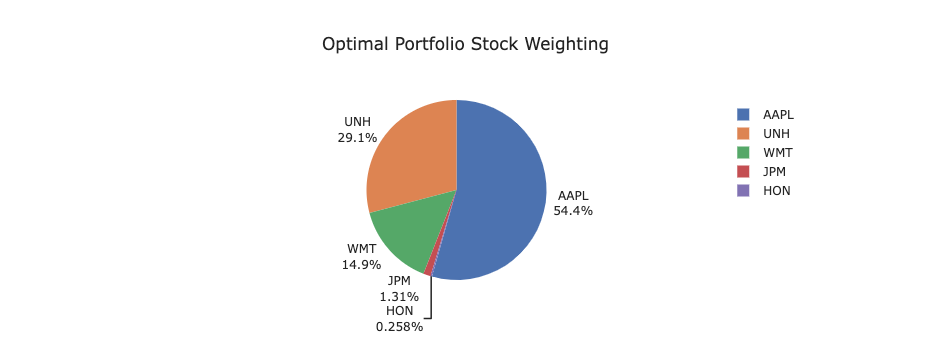 Optimal Portfolio Stock Weighting
UNH
29.1%
AAPL
54.4%
WMT
14.9%
JPM
1.31%
HON
0.258%
AAPL
UNH
WMT
JPM
HON